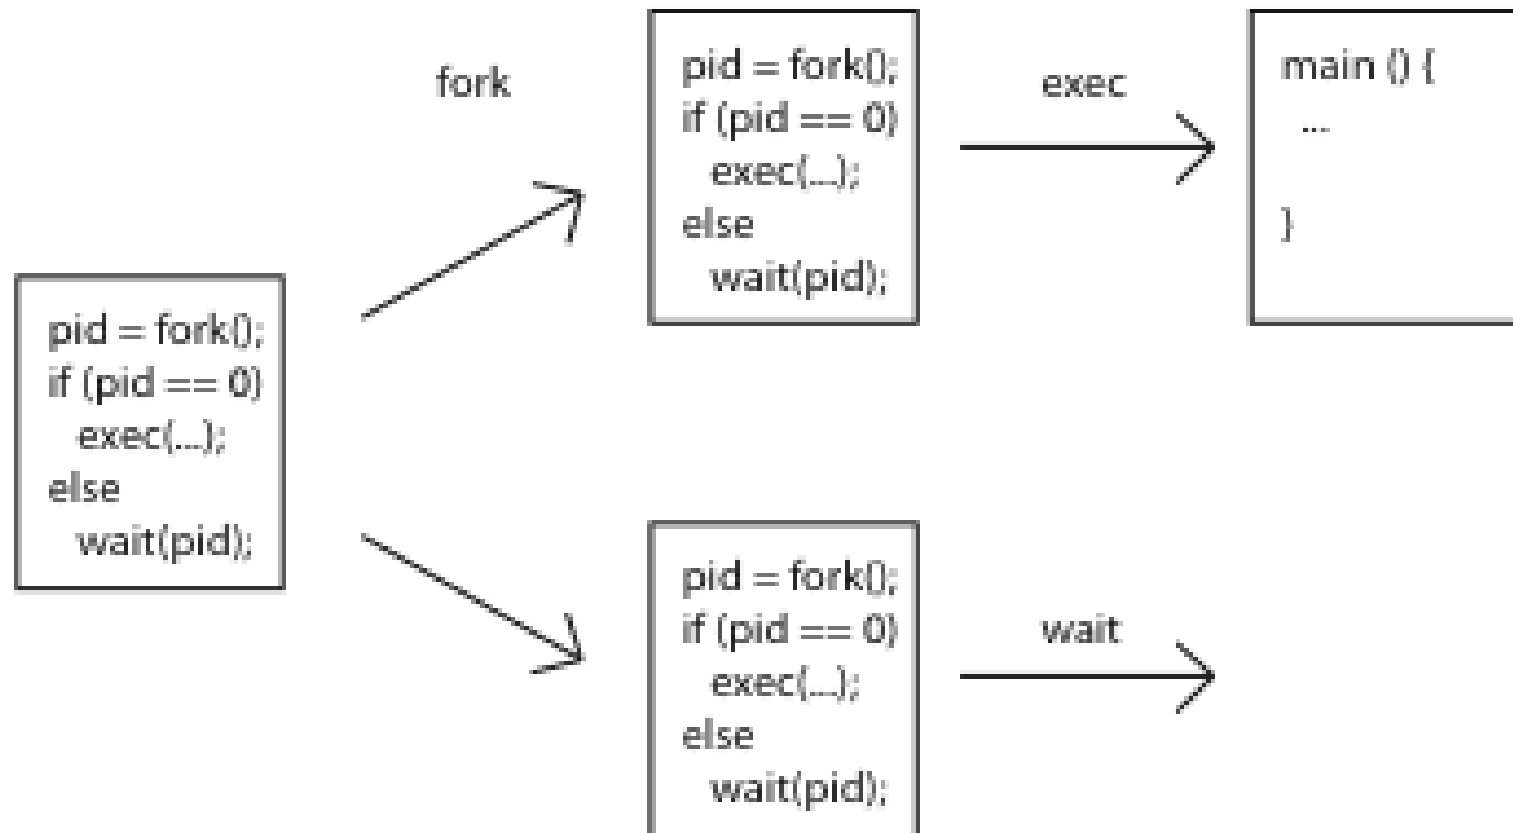 pid = fork();
if (pid == 0)
exec(...);
else
wait(pid);
fork
pid = fork();
if (pid == 0)
exec(...);
else
wait(pid);
exec
main () {
...
}
pid = fork();
if (pid == 0)
exec(...);
else
wait(pid);
wait